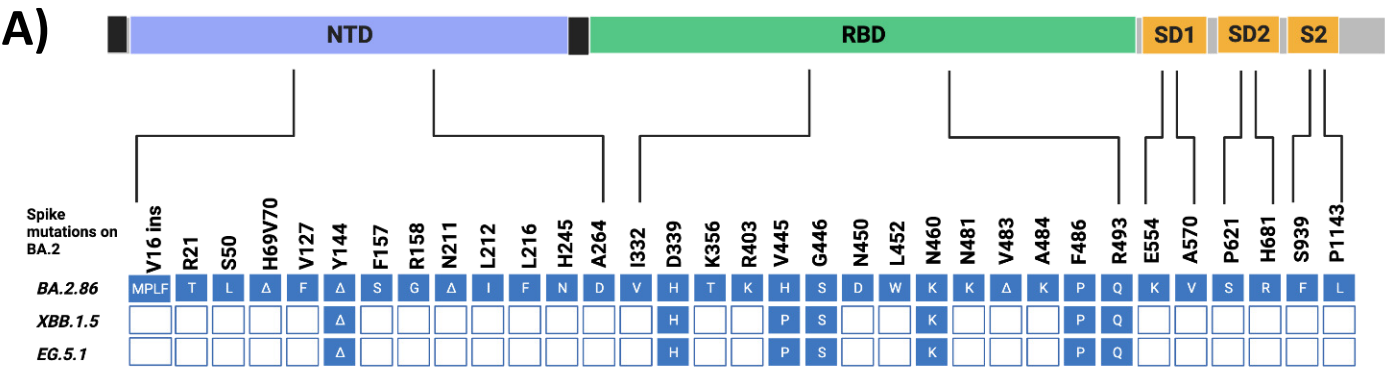 A)
NTD RBD SD1 SD2 S2
Spike
mutations on
BA.2
V16 ins R21 S50 H69V70 V127 Y144 F157 R158 N211 L212 L216 H245 A264 I332 D339 K356 R403 V445 G446 N450 L452 N460 N481 V483 A484 F486 R493 E554 A570 P621 H681 S939 P1143
BA.2.86 MPLF T L Δ F Δ S G Δ I F N D V H T K H S D W K K Δ K P Q K V S R F L
XBB.1.5 Δ H P S K P Q
EG.5.1 Δ H P S K P Q